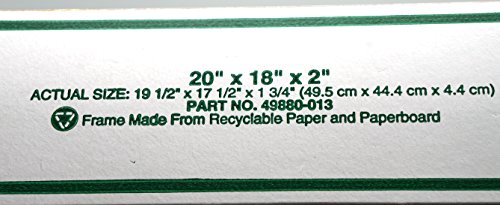 20" x 18" x 2"
ACTUAL SIZE: 19 1/2" x 17 1/2" x 1 3/4" (49.5 cm x 44.4 cm x 4.4 cm)
PART NO. 49880-013
Frame Made From Recyclable Paper and Paperboard